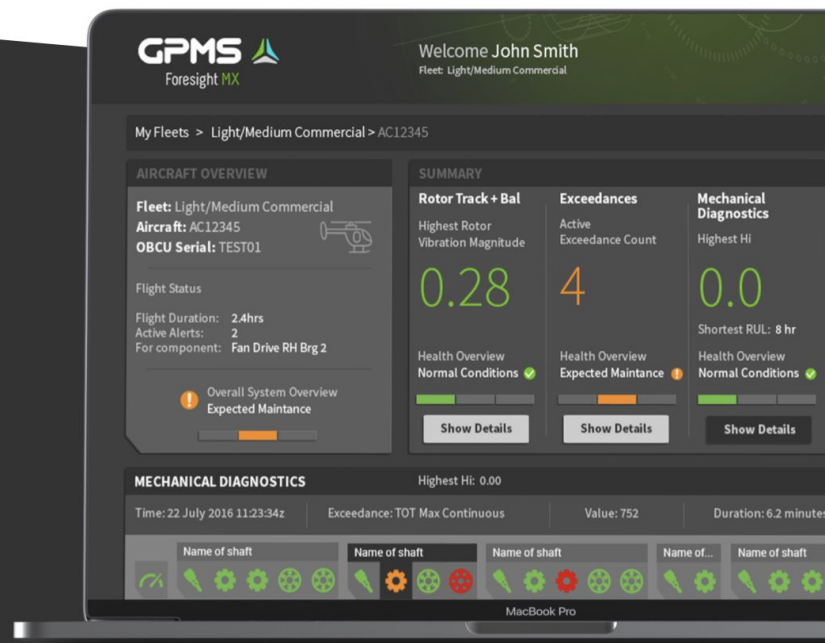 GPMS
Foresight MX
Welcome John Smith
Fleet: Light/Medium Commercial
My Fleets > Light/Medium Commercial > AC12345
AIRCRAFT OVERVIEW
Fleet: Light/Medium Commercial
Aircraft: AC12345
OBCU Serial: TEST01
Flight Status
Flight Duration: 2.4hrs
Active Alerts: 2
For component: Fan Drive RH Brg 2
Overall System Overview
Expected Maintance
SUMMARY
Rotor Track + Bal
Highest Rotor
Vibration Magnitude
0.28
Health Overview
Normal Conditions
Show Details
Exceedances
Active
Exceedance Count
4
Health Overview
Expected Maintance
Show Details
Mechanical
Diagnostics
Highest Hi
0.0
Shortest RUL: 8 hr
Health Overview
Normal Conditions
Show Details
MECHANICAL DIAGNOSTICS Highest Hi: 0.00
Time: 22 July 2016 11:23:34z Exceedance: TOT Max Continuous Value: 752 Duration: 6.2 minutes
Name of shaft Name of shaft Name of shaft Name of... Name of shaft
MacBook Pro